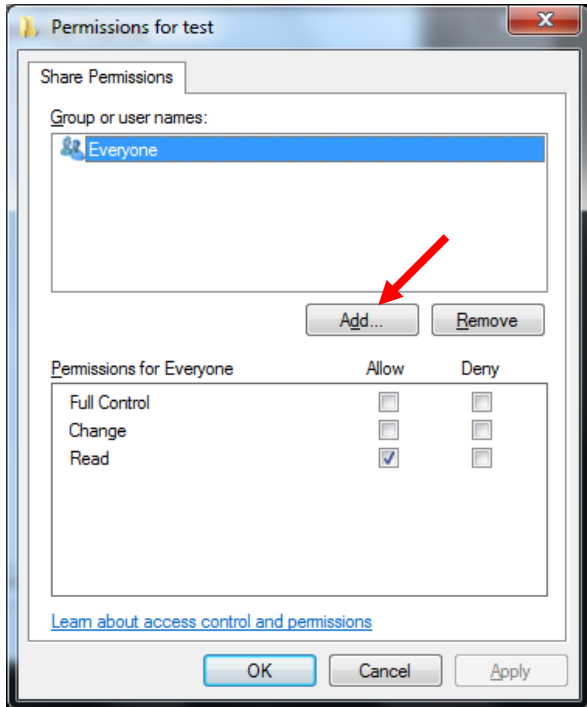 Permissions for test
Share Permissions
Group or user names:
Everyone
Add... Remove
Permissions for Everyone Allow Deny
Full Control
Change
Read
Learn about access control and permissions
OK Cancel Apply